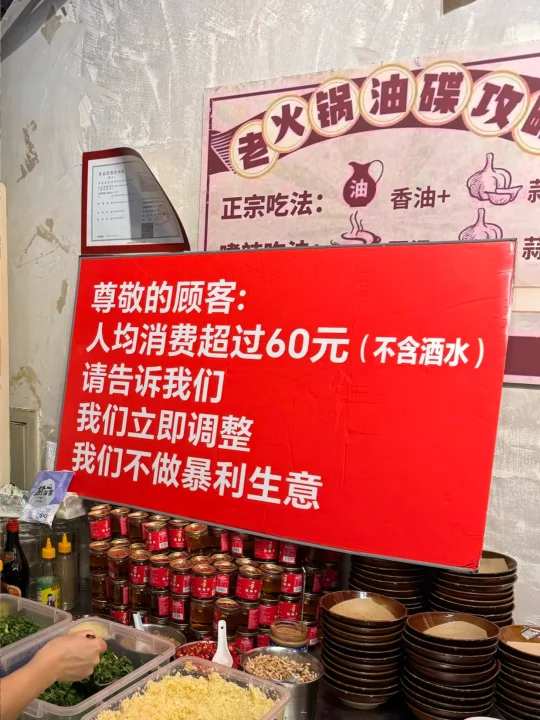 老火锅油碟攻略
正宗吃法：
油
香油+
蒜
尊敬的顾客:
人均消费超过60元（不含酒水）
请告诉我们
我们立即调整
我们不做暴利生意